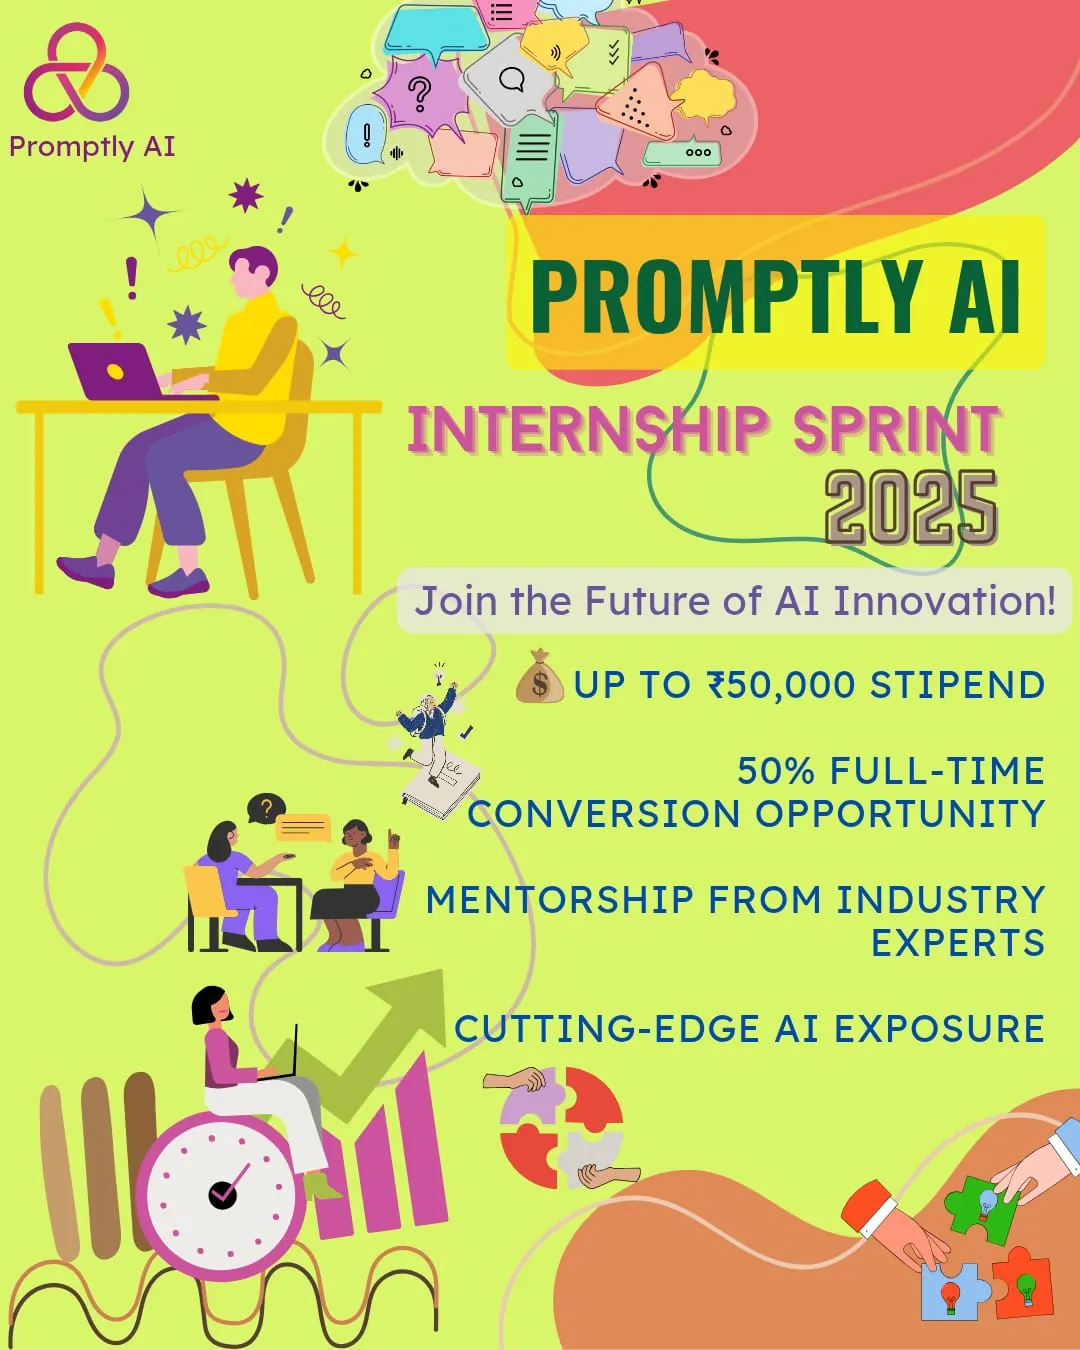 Promptly AI
PROMPTLY AI
INTERNSHIP SPRINT
2025
Join the Future of AI Innovation!
UP TO ₹50,000 STIPEND
50% FULL-TIME
CONVERSION OPPORTUNITY
MENTORSHIP FROM INDUSTRY
EXPERTS
CUTTING-EDGE AI EXPOSURE